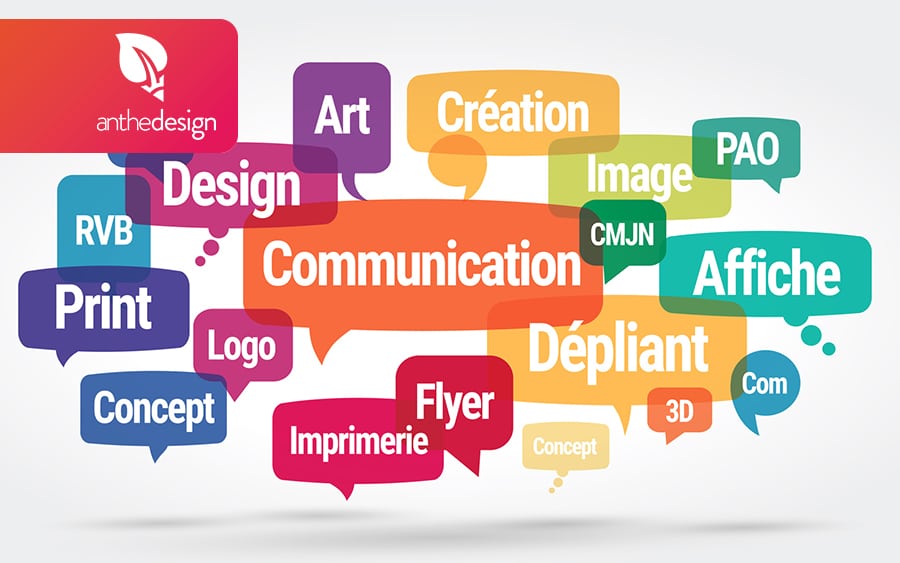 anthedesign
Art
Création
PAO
Design
Image
RVB
CMJN
Communication
Affiche
Print
Logo
Dépliant
Com
Concept
Flyer
3D
Imprimerie
Concept